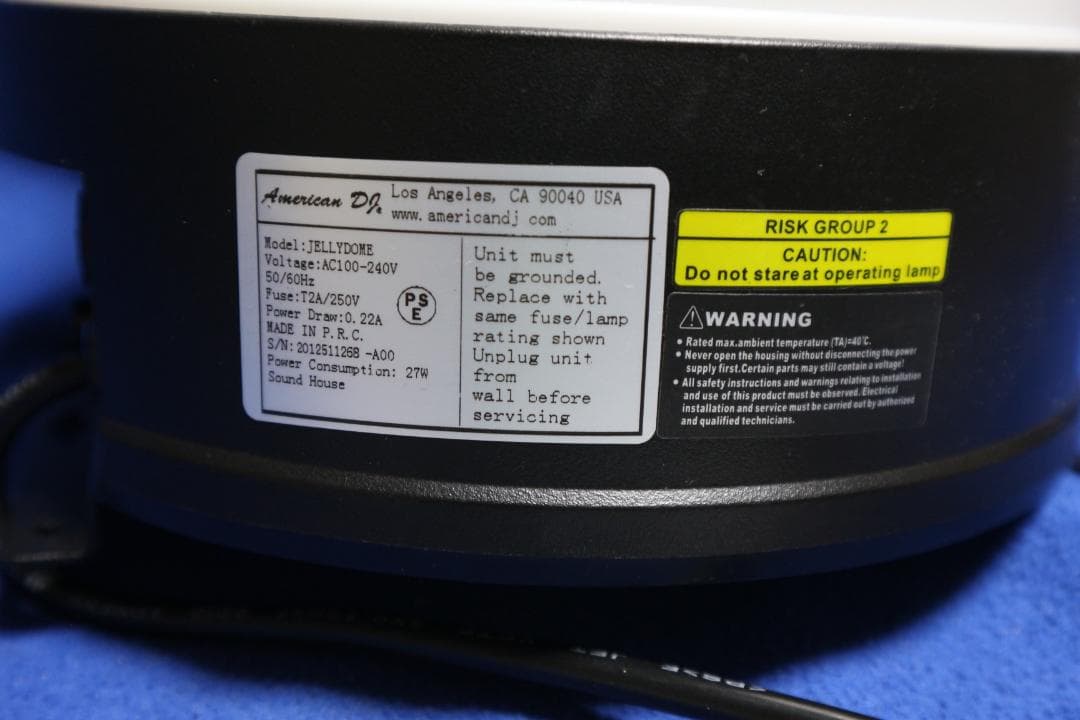 American DJ® Los Angeles, CA 90040 USA
www.americandj com
Model:JELLYDOME
Voltage:AC100-240V
50/60Hz
Fuse:T2A/250V
Power Draw:0.22A
MADE IN P.R.C.
S/N:2012511268 -A00
Power Consumption: 27W
Sound House
PS
E
Unit must
be grounded.
Replace with
same fuse/lamp
rating shown
Unplug unit
from
wall before
servicing
RISK GROUP 2
CAUTION:
Do not stare at operating lamp
WARNING
• Rated max.ambient temperature (TA)=40℃.
• Never open the housing without disconnecting the power
supply first.Certain parts may still contain a voltage!
• All safety instructions and warnings relating to installation
and use of this product must be observed. Electrical
installation and service must be carried out by authorized
and qualified technicians.